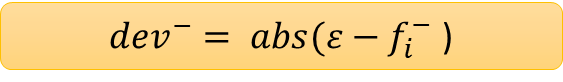 dev⁻ = abs(ε − fᵢ⁻ )